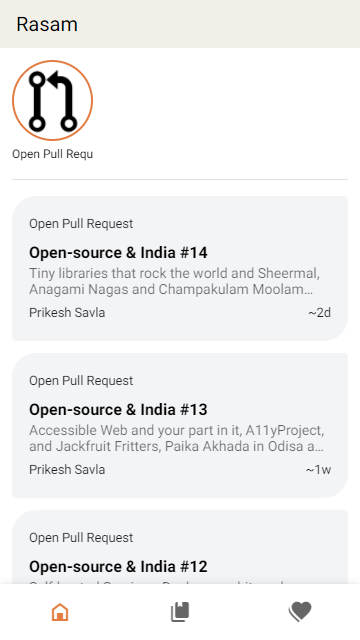 Rasam
Open Pull Requ
Open Pull Request
Open-source & India #14
Tiny libraries that rock the world and Sheermal,
Anagami Nagas and Champakulam Moolam...
Prikesh Savla
~2d
Open Pull Request
Open-source & India #13
Accessible Web and your part in it, A11yProject,
and Jackfruit Fritters, Paika Akhada in Odisa a...
Prikesh Savla
~1w
Open Pull Request
Open-source & India #12